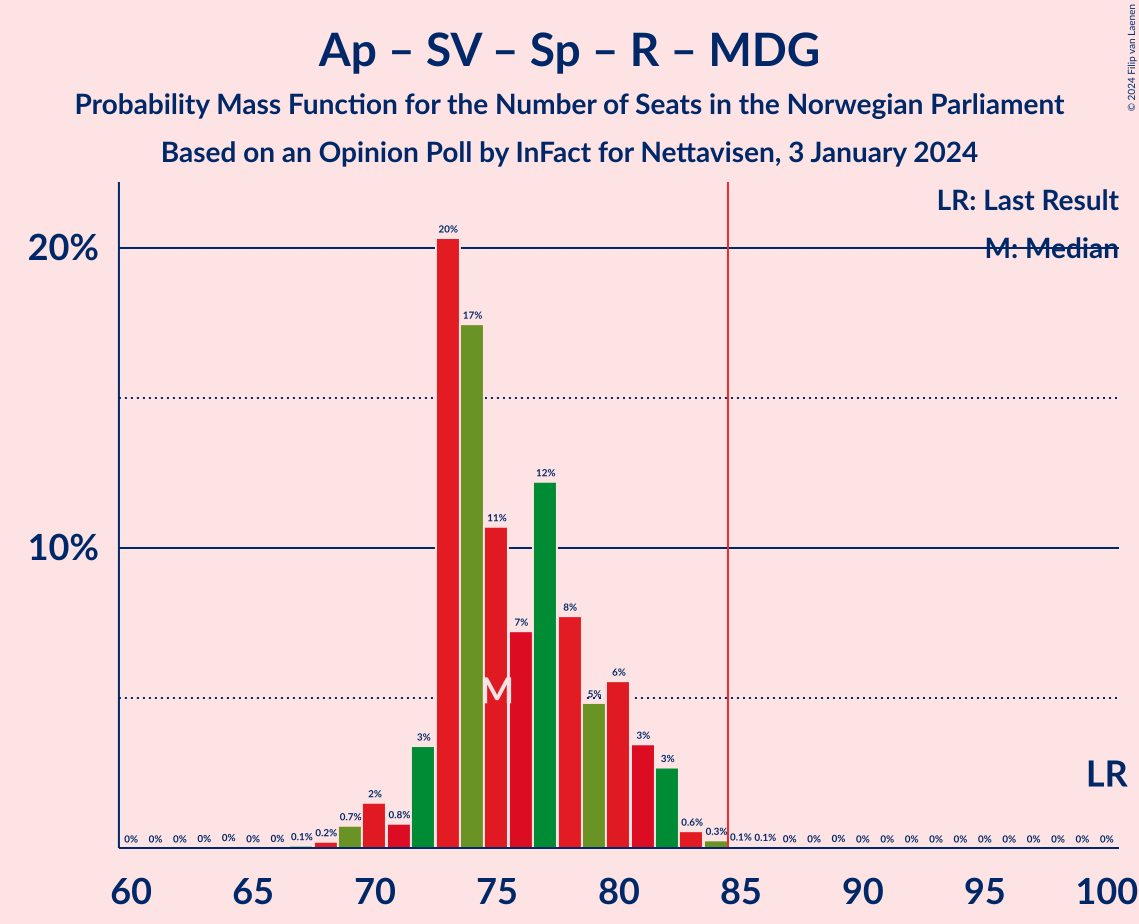 Ap – SV – Sp – R – MDG
Probability Mass Function for the Number of Seats in the Norwegian Parliament
Based on an Opinion Poll by InFact for Nettavisen, 3 January 2024
© 2024 Filip van Laenen
LR: Last Result
M: Median
20%
10%
0% 0% 0% 0% 0% 0% 0% 0.1% 0.2% 0.7% 2% 0.8% 3% 20% 17% 11% 7% 12% 8% 5% 6% 3% 3% 0.6% 0.3% 0.1% 0.1% 0% 0% 0% 0% 0% 0% 0% 0% 0% 0% 0% 0% 0% 0%
M
LR
60 65 70 75 80 85 90 95 100